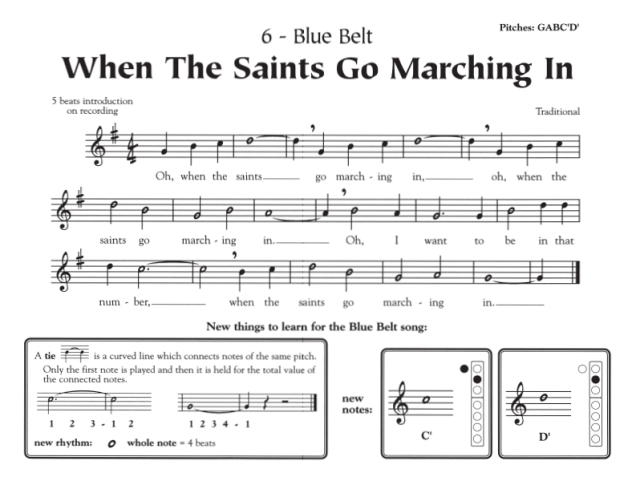 Pitches: GABC'D'
6 - Blue Belt
When The Saints Go Marching In
5 beats introduction
on recording
Traditional
Oh, when the saints____ go march - ing in,____ oh, when the
saints go march - ing in.____ Oh, I want to be in that
num - ber,____ when the saints go march - ing in.____
New things to learn for the Blue Belt song:
A tie is a curved line which connects notes of the same pitch.
Only the first note is played and then it is held for the total value of
the connected notes.
1 2 3 - 1 2 1 2 3 4 - 1
new rhythm: whole note = 4 beats
new
notes:
C'
D'